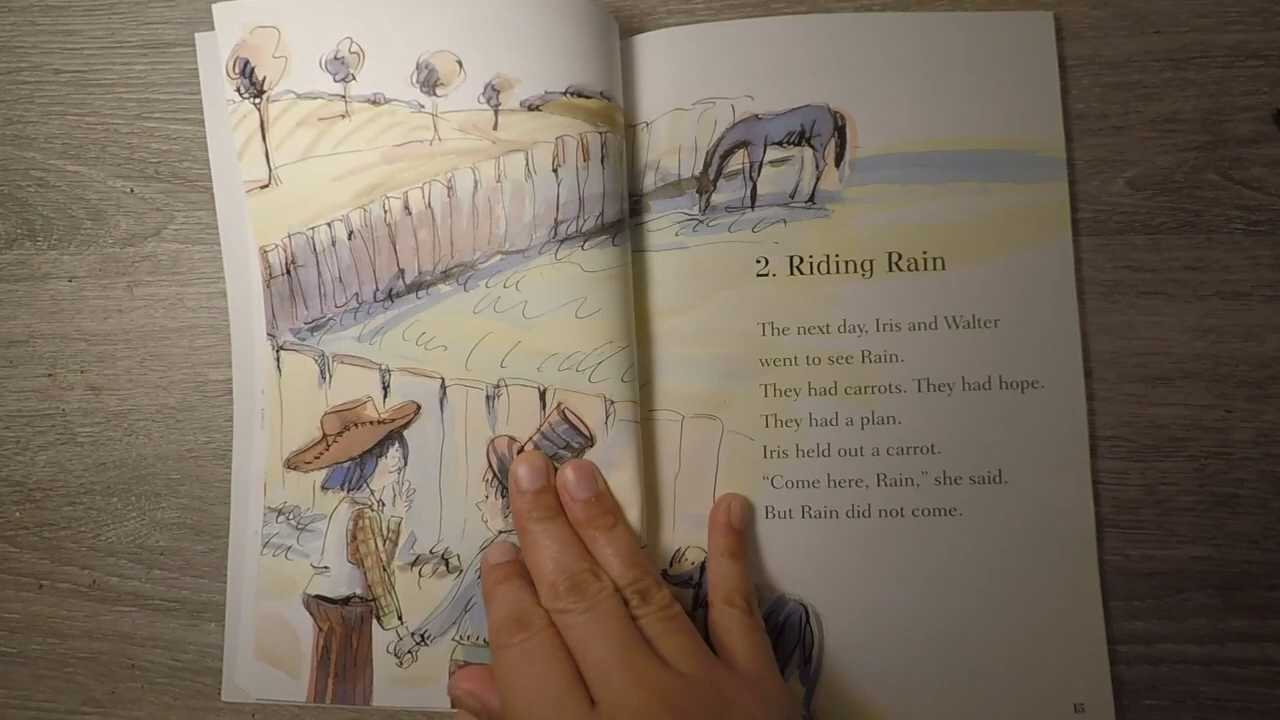 2. Riding Rain
The next day, Iris and Walter
went to see Rain.
They had carrots. They had hope.
They had a plan.
Iris held out a carrot.
“Come here, Rain,” she said.
But Rain did not come.
15